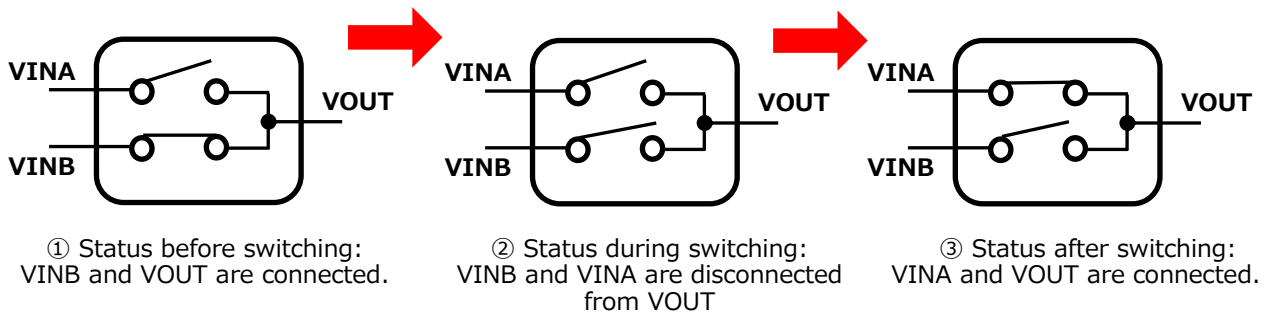 VINA
VOUT
VINB
① Status before switching:
VINB and VOUT are connected.
VINA
VOUT
VINB
② Status during switching:
VINB and VINA are disconnected
from VOUT
VINA
VOUT
VINB
③ Status after switching:
VINA and VOUT are connected.